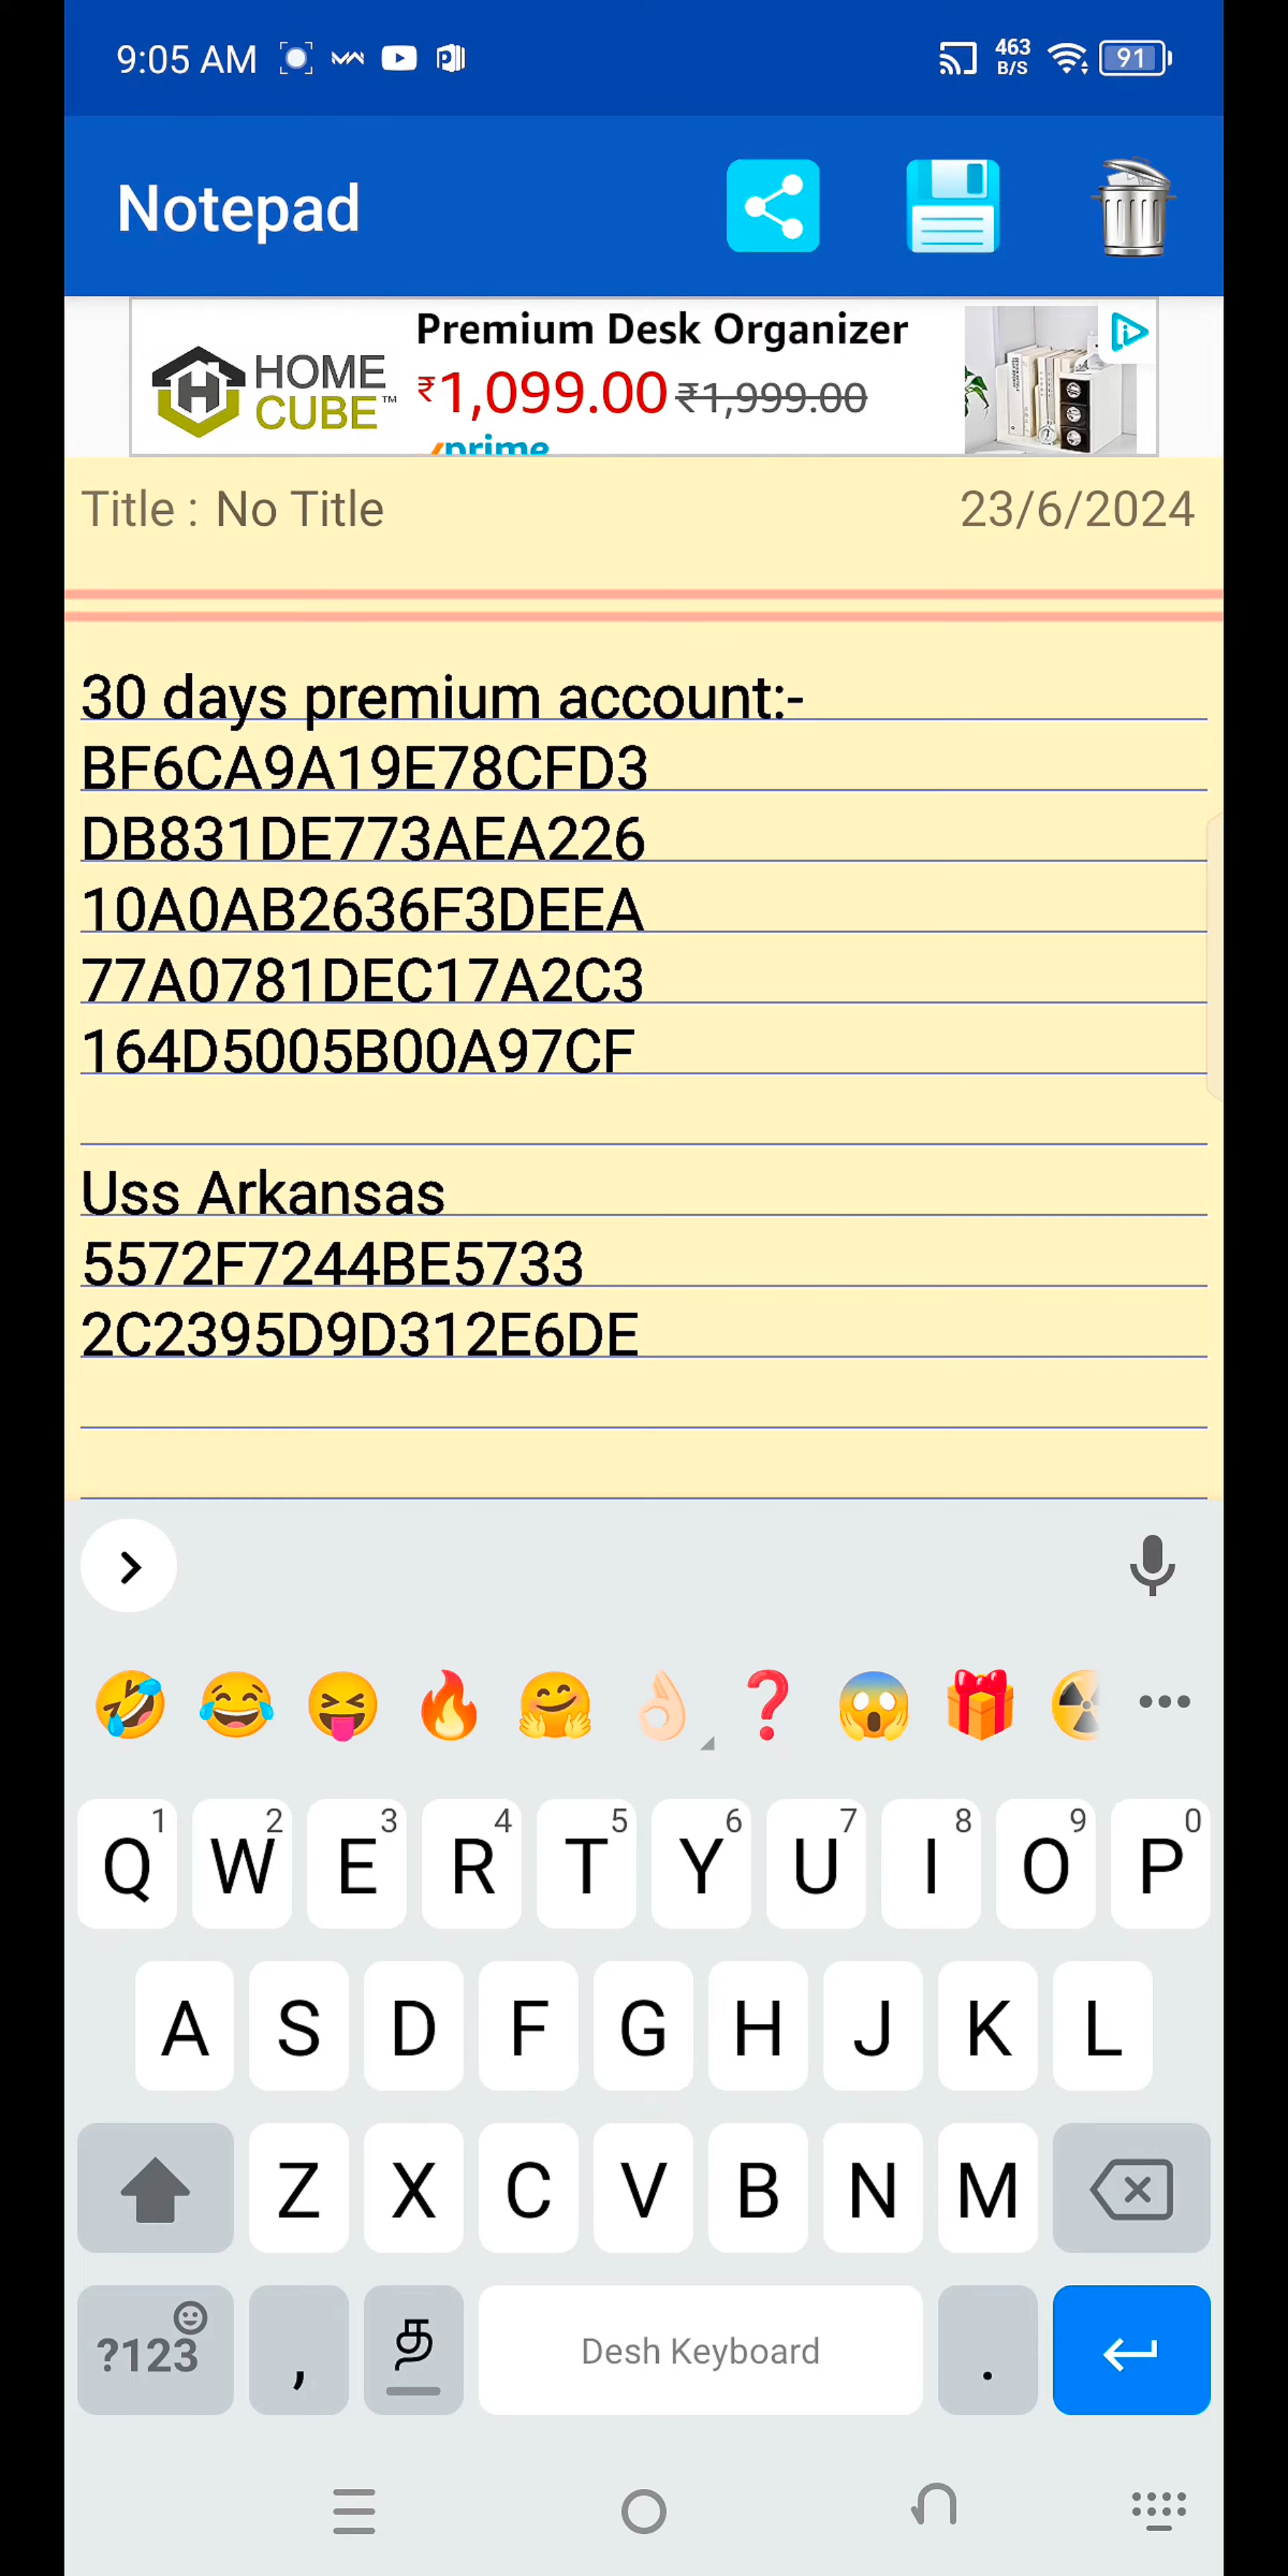 9:05 AM 463 B/S 91
Notepad
HOME CUBE™
Premium Desk Organizer
₹1,099.00 ₹1,999.00
prime
Title : No Title 23/6/2024
30 days premium account:-
BF6CA9A19E78CFD3
DB831DE773AEA226
10A0AB2636F3DEEA
77A0781DEC17A2C3
164D5005B00A97CF
Uss Arkansas
5572F7244BE5733
2C2395D9D312E6DE
Q1 W2 E3 R4 T5 Y6 U7 I8 O9 P0
A S D F G H J K L
Z X C V B N M
?123 , த Desh Keyboard .